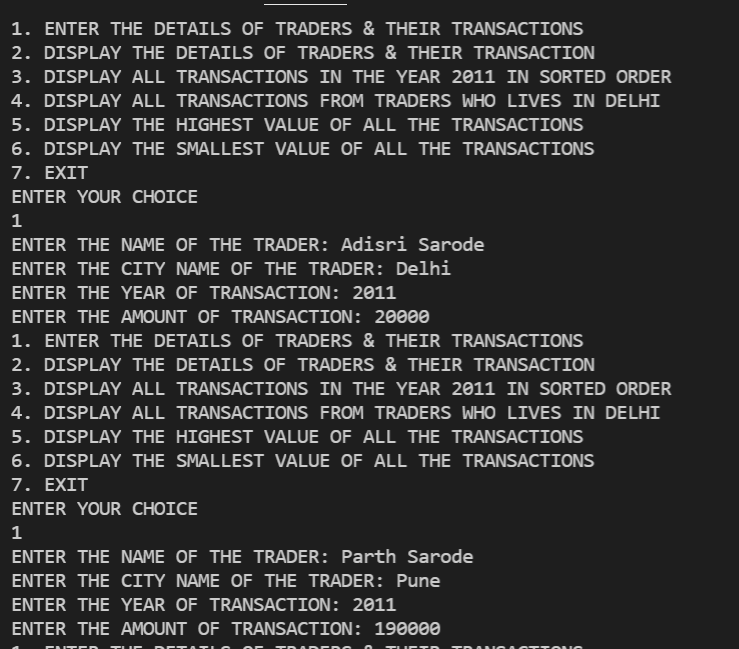 1. ENTER THE DETAILS OF TRADERS & THEIR TRANSACTIONS
2. DISPLAY THE DETAILS OF TRADERS & THEIR TRANSACTION
3. DISPLAY ALL TRANSACTIONS IN THE YEAR 2011 IN SORTED ORDER
4. DISPLAY ALL TRANSACTIONS FROM TRADERS WHO LIVES IN DELHI
5. DISPLAY THE HIGHEST VALUE OF ALL THE TRANSACTIONS
6. DISPLAY THE SMALLEST VALUE OF ALL THE TRANSACTIONS
7. EXIT
ENTER YOUR CHOICE
1
ENTER THE NAME OF THE TRADER: Adisri Sarode
ENTER THE CITY NAME OF THE TRADER: Delhi
ENTER THE YEAR OF TRANSACTION: 2011
ENTER THE AMOUNT OF TRANSACTION: 20000
1. ENTER THE DETAILS OF TRADERS & THEIR TRANSACTIONS
2. DISPLAY THE DETAILS OF TRADERS & THEIR TRANSACTION
3. DISPLAY ALL TRANSACTIONS IN THE YEAR 2011 IN SORTED ORDER
4. DISPLAY ALL TRANSACTIONS FROM TRADERS WHO LIVES IN DELHI
5. DISPLAY THE HIGHEST VALUE OF ALL THE TRANSACTIONS
6. DISPLAY THE SMALLEST VALUE OF ALL THE TRANSACTIONS
7. EXIT
ENTER YOUR CHOICE
1
ENTER THE NAME OF THE TRADER: Parth Sarode
ENTER THE CITY NAME OF THE TRADER: Pune
ENTER THE YEAR OF TRANSACTION: 2011
ENTER THE AMOUNT OF TRANSACTION: 190000
1. ENTER THE DETAILS OF TRADERS & THEIR TRANSACTIONS